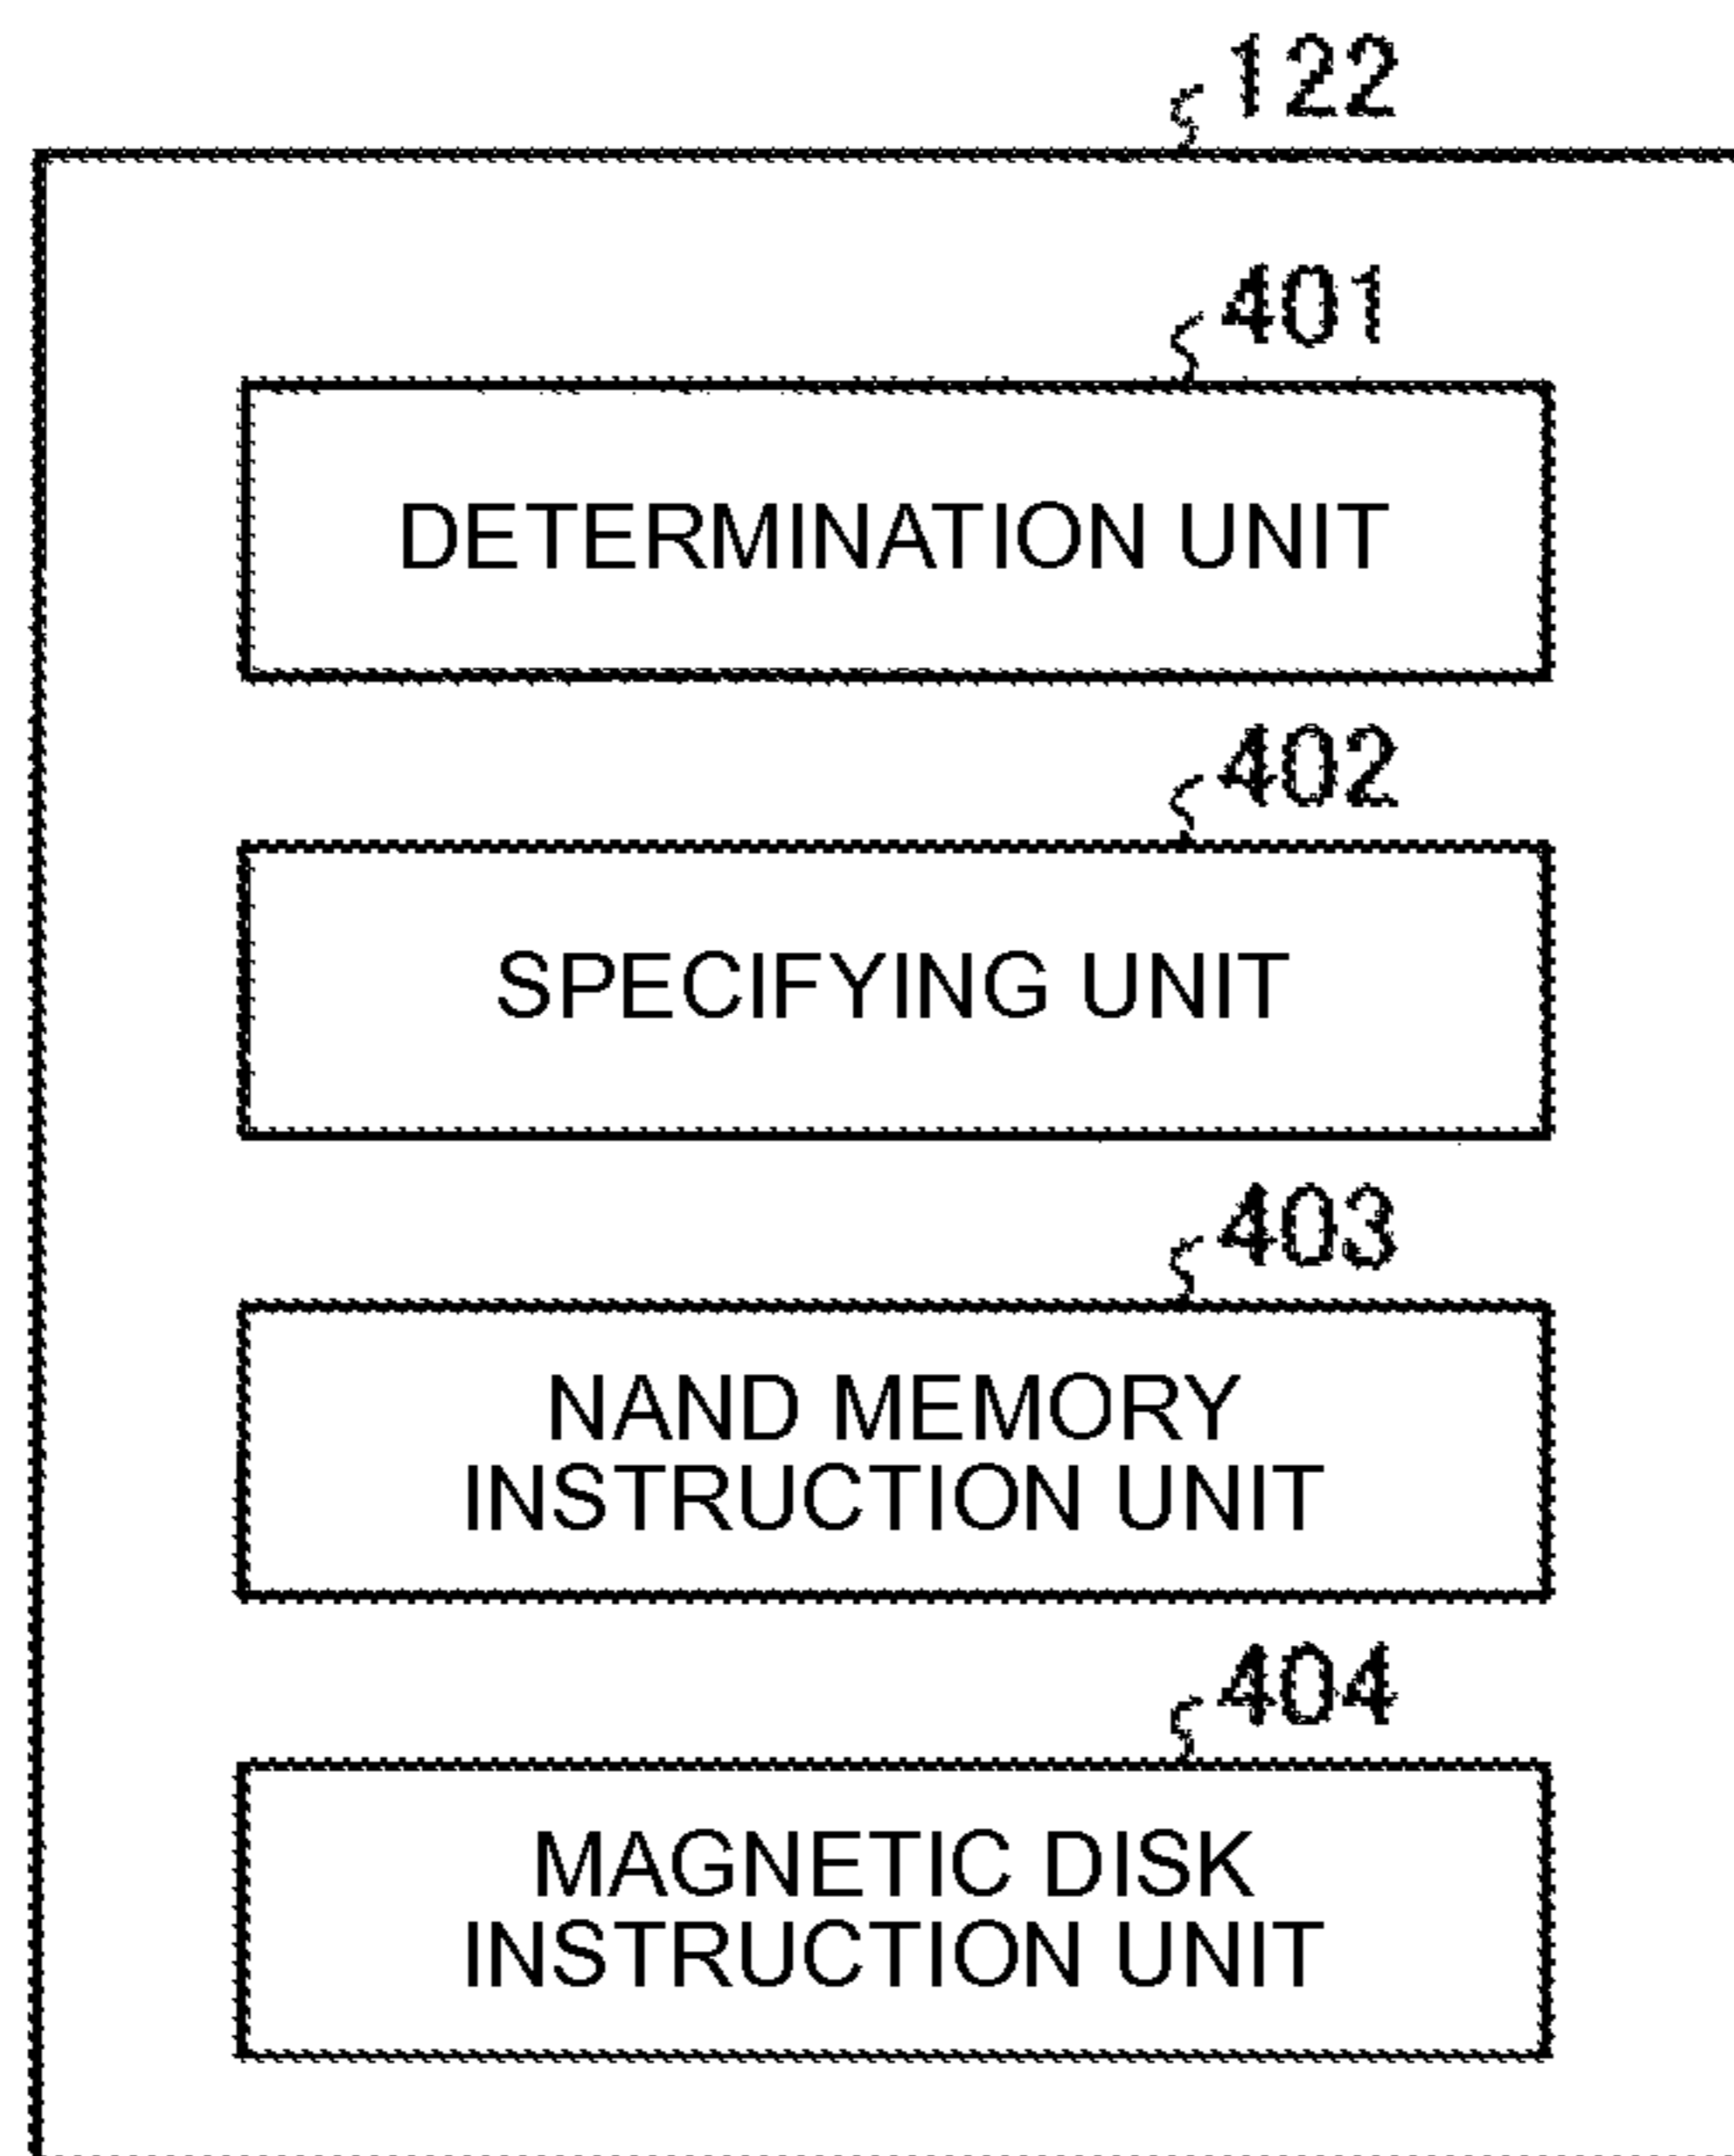 122
401
DETERMINATION UNIT
402
SPECIFYING UNIT
403
NAND MEMORY
INSTRUCTION UNIT
404
MAGNETIC DISK
INSTRUCTION UNIT